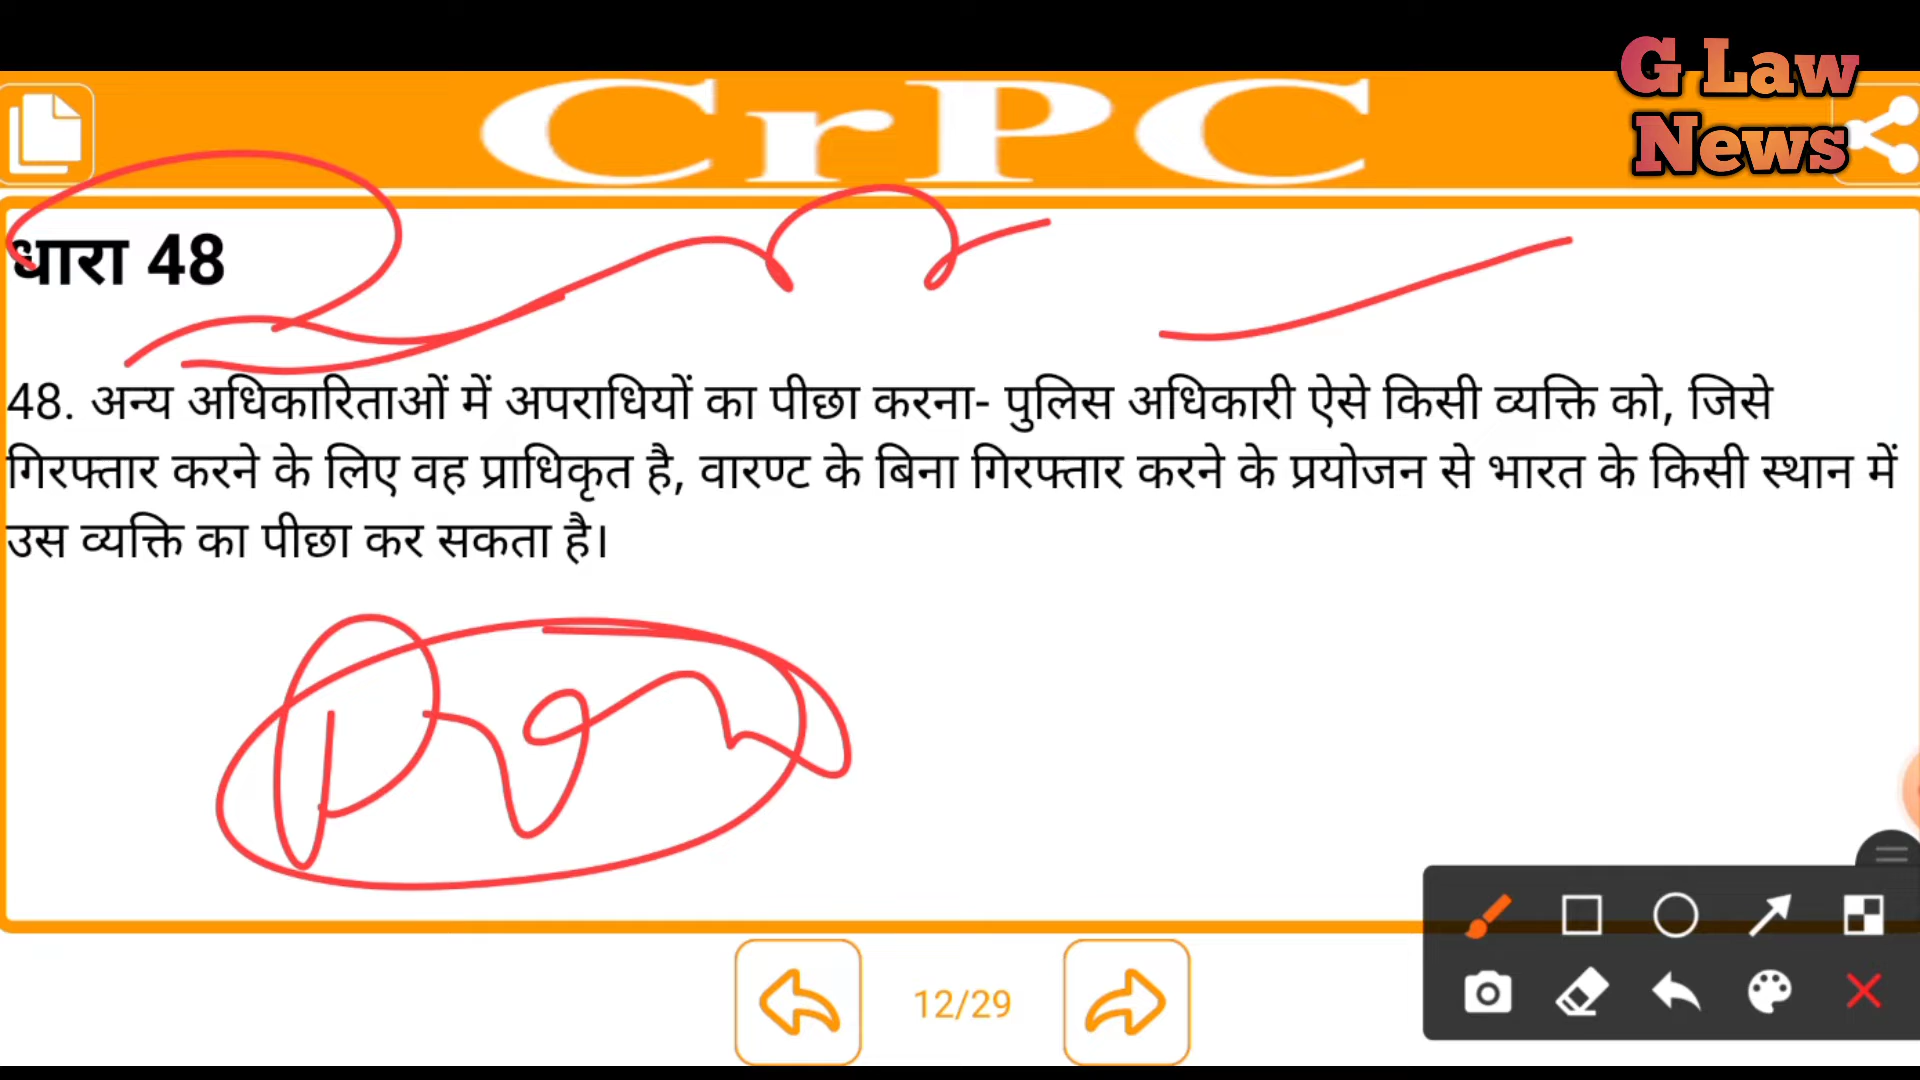 CrPC
G Law
News
धारा 48
48. अन्य अधिकारिताओं में अपराधियों का पीछा करना- पुलिस अधिकारी ऐसे किसी व्यक्ति को, जिसे
गिरफ्तार करने के लिए वह प्राधिकृत है, वारण्ट के बिना गिरफ्तार करने के प्रयोजन से भारत के किसी स्थान में
उस व्यक्ति का पीछा कर सकता है।
12/29